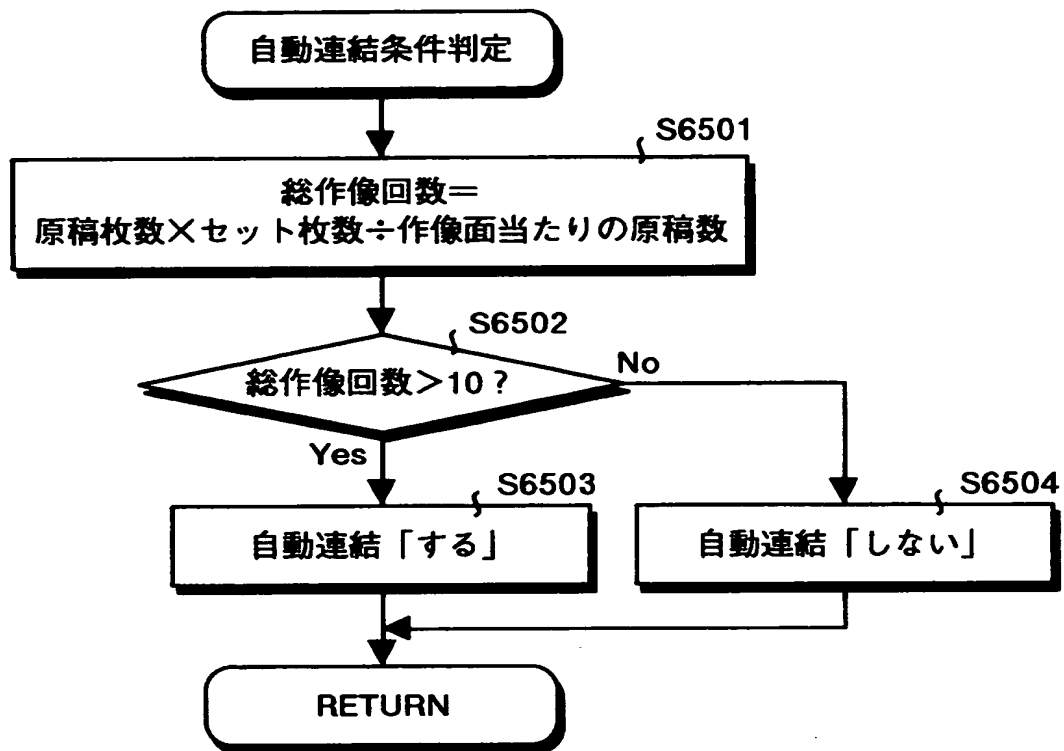 自動連結条件判定
S6501
総作像回数＝
原稿枚数×セット枚数÷作像面当たりの原稿数
S6502
総作像回数＞10？
No
Yes
S6503
自動連結「する」
S6504
自動連結「しない」
RETURN